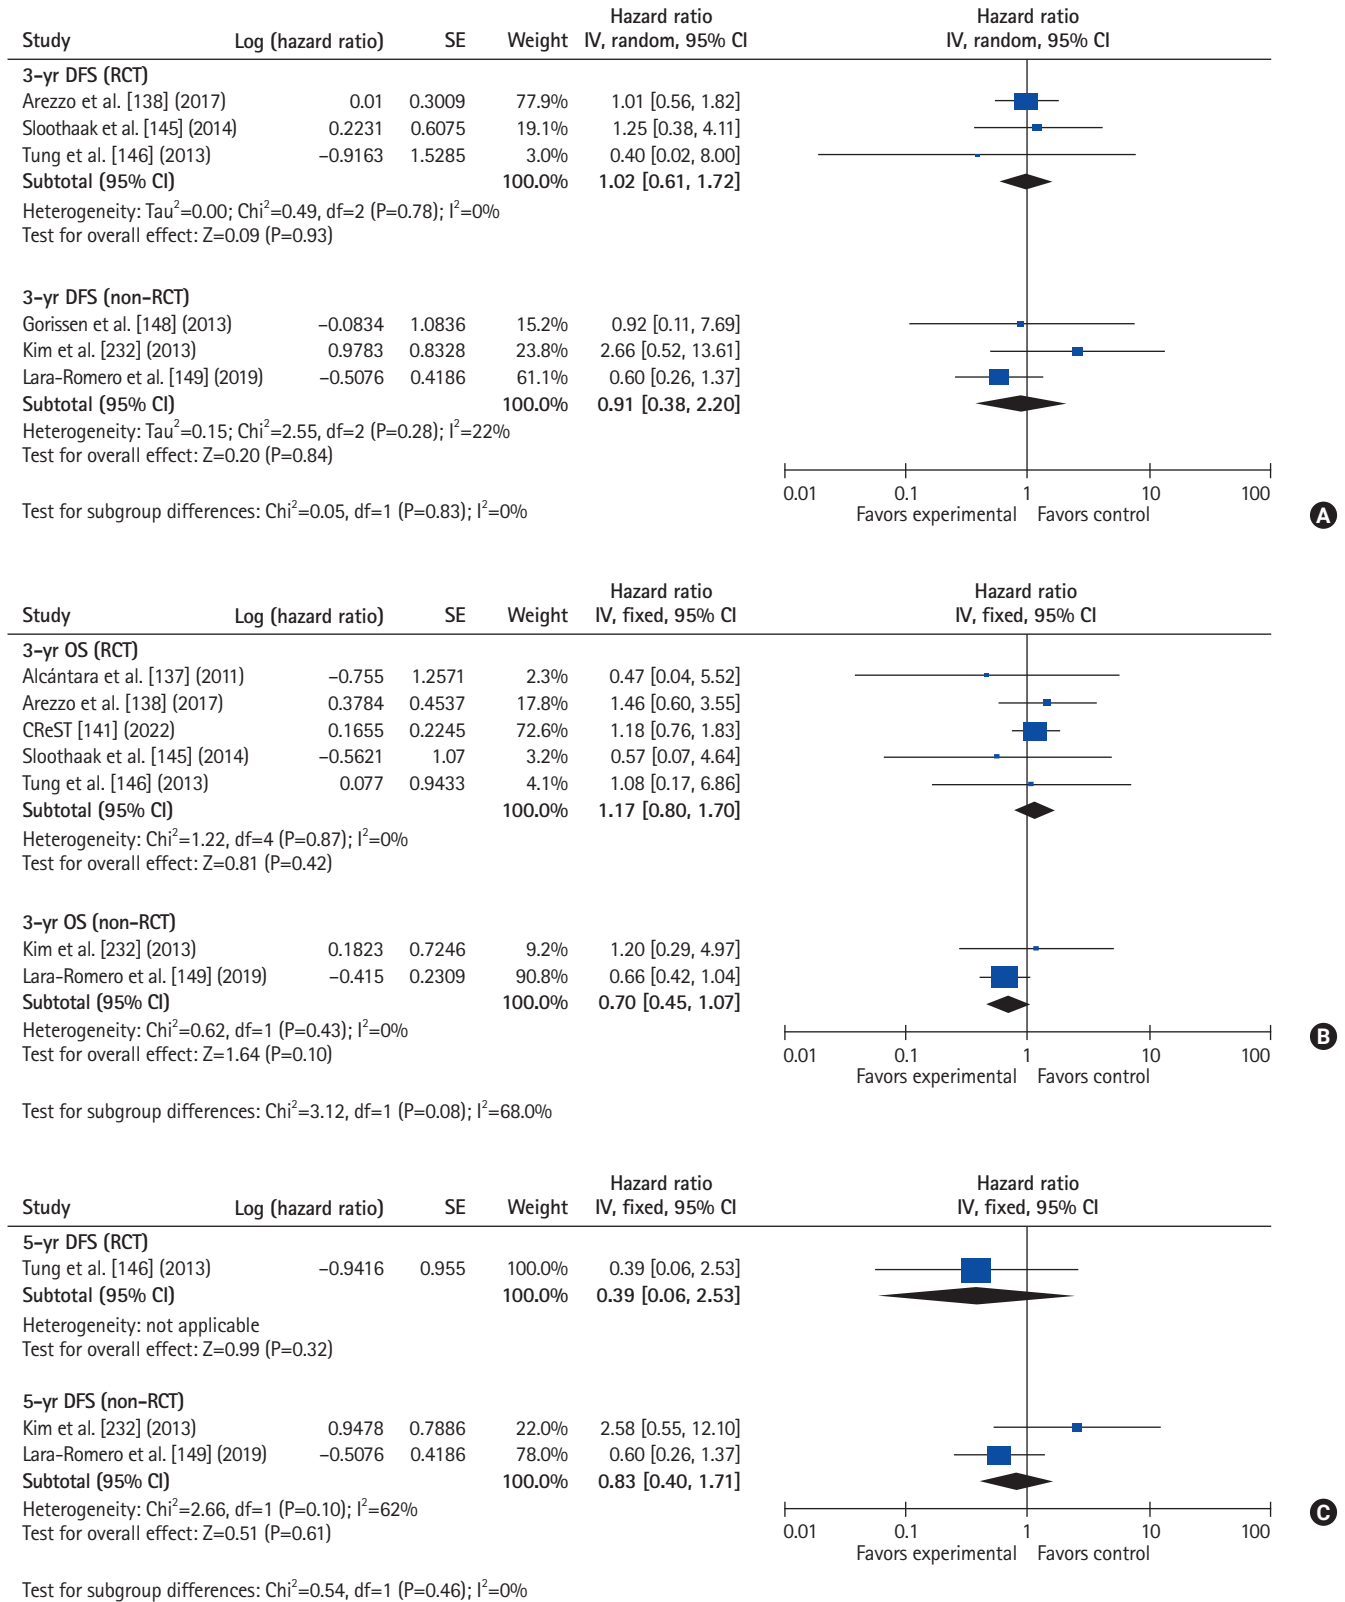 Hazard ratio Hazard ratio
Study Log (hazard ratio) SE Weight IV, random, 95% CI IV, random, 95% CI
3-yr DFS (RCT)
Arezzo et al. [138] (2017) 0.01 0.3009 77.9% 1.01 [0.56, 1.82]
Sloothaak et al. [145] (2014) 0.2231 0.6075 19.1% 1.25 [0.38, 4.11]
Tung et al. [146] (2013) −0.9163 1.5285 3.0% 0.40 [0.02, 8.00]
Subtotal (95% CI) 100.0% 1.02 [0.61, 1.72]
Heterogeneity: Tau²=0.00; Chi²=0.49, df=2 (P=0.78); I²=0%
Test for overall effect: Z=0.09 (P=0.93)
3-yr DFS (non-RCT)
Gorissen et al. [148] (2013) −0.0834 1.0836 15.2% 0.92 [0.11, 7.69]
Kim et al. [232] (2013) 0.9783 0.8328 23.8% 2.66 [0.52, 13.61]
Lara-Romero et al. [149] (2019) −0.5076 0.4186 61.1% 0.60 [0.26, 1.37]
Subtotal (95% CI) 100.0% 0.91 [0.38, 2.20]
Heterogeneity: Tau²=0.15; Chi²=2.55, df=2 (P=0.28); I²=22%
Test for overall effect: Z=0.20 (P=0.84)
0.01 0.1 1 10 100
Test for subgroup differences: Chi²=0.05, df=1 (P=0.83); I²=0% Favors experimental Favors control A
Hazard ratio Hazard ratio
Study Log (hazard ratio) SE Weight IV, fixed, 95% CI IV, fixed, 95% CI
3-yr OS (RCT)
Alcántara et al. [137] (2011) −0.755 1.2571 2.3% 0.47 [0.04, 5.52]
Arezzo et al. [138] (2017) 0.3784 0.4537 17.8% 1.46 [0.60, 3.55]
CReST [141] (2022) 0.1655 0.2245 72.6% 1.18 [0.76, 1.83]
Sloothaak et al. [145] (2014) −0.5621 1.07 3.2% 0.57 [0.07, 4.64]
Tung et al. [146] (2013) 0.077 0.9433 4.1% 1.08 [0.17, 6.86]
Subtotal (95% CI) 100.0% 1.17 [0.80, 1.70]
Heterogeneity: Chi²=1.22, df=4 (P=0.87); I²=0%
Test for overall effect: Z=0.81 (P=0.42)
3-yr OS (non-RCT)
Kim et al. [232] (2013) 0.1823 0.7246 9.2% 1.20 [0.29, 4.97]
Lara-Romero et al. [149] (2019) −0.415 0.2309 90.8% 0.66 [0.42, 1.04]
Subtotal (95% CI) 100.0% 0.70 [0.45, 1.07]
Heterogeneity: Chi²=0.62, df=1 (P=0.43); I²=0% B
Test for overall effect: Z=1.64 (P=0.10) 0.01 0.1 1 10 100
Favors experimental Favors control
Test for subgroup differences: Chi²=3.12, df=1 (P=0.08); I²=68.0%
Hazard ratio Hazard ratio
Study Log (hazard ratio) SE Weight IV, fixed, 95% CI IV, fixed, 95% CI
5-yr DFS (RCT)
Tung et al. [146] (2013) −0.9416 0.955 100.0% 0.39 [0.06, 2.53]
Subtotal (95% CI) 100.0% 0.39 [0.06, 2.53]
Heterogeneity: not applicable
Test for overall effect: Z=0.99 (P=0.32)
5-yr DFS (non-RCT)
Kim et al. [232] (2013) 0.9478 0.7886 22.0% 2.58 [0.55, 12.10]
Lara-Romero et al. [149] (2019) −0.5076 0.4186 78.0% 0.60 [0.26, 1.37]
Subtotal (95% CI) 100.0% 0.83 [0.40, 1.71]
Heterogeneity: Chi²=2.66, df=1 (P=0.10); I²=62% C
Test for overall effect: Z=0.51 (P=0.61) 0.01 0.1 1 10 100
Favors experimental Favors control
Test for subgroup differences: Chi²=0.54, df=1 (P=0.46); I²=0%